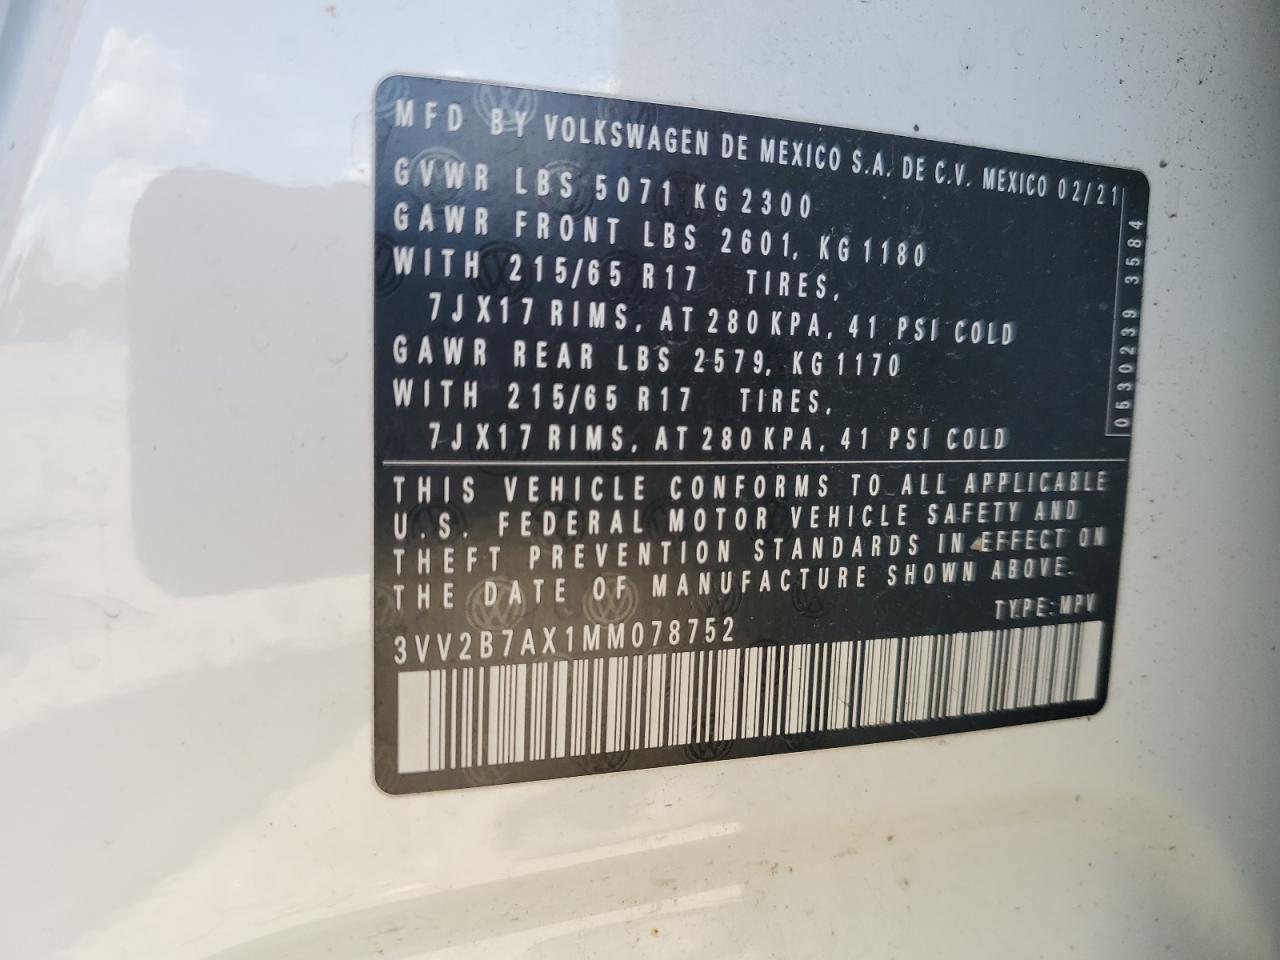 MFD BY VOLKSWAGEN DE MEXICO S.A. DE C.V. MEXICO 02/21
GVWR LBS 5071 KG 2300
GAWR FRONT LBS 2601, KG 1180
WITH 215/65 R17 TIRES,
7JX17 RIMS, AT 280 KPA, 41 PSI COLD
GAWR REAR LBS 2579, KG 1170
WITH 215/65 R17 TIRES,
7JX17 RIMS, AT 280 KPA, 41 PSI COLD
0530239 3584
THIS VEHICLE CONFORMS TO ALL APPLICABLE
U.S. FEDERAL MOTOR VEHICLE SAFETY AND
THEFT PREVENTION STANDARDS IN EFFECT ON
THE DATE OF MANUFACTURE SHOWN ABOVE.
TYPE: MPV
3VV2B7AX1MM078752